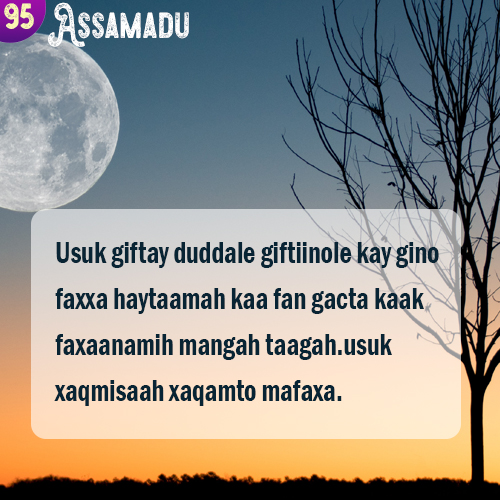 95
ASSAMADU
Usuk giftay duddale giftiinole kay gino
faxxa haytaamah kaa fan gacta kaak
faxaanamih mangah taagah.usuk
xaqmisaah xaqamto mafaxa.